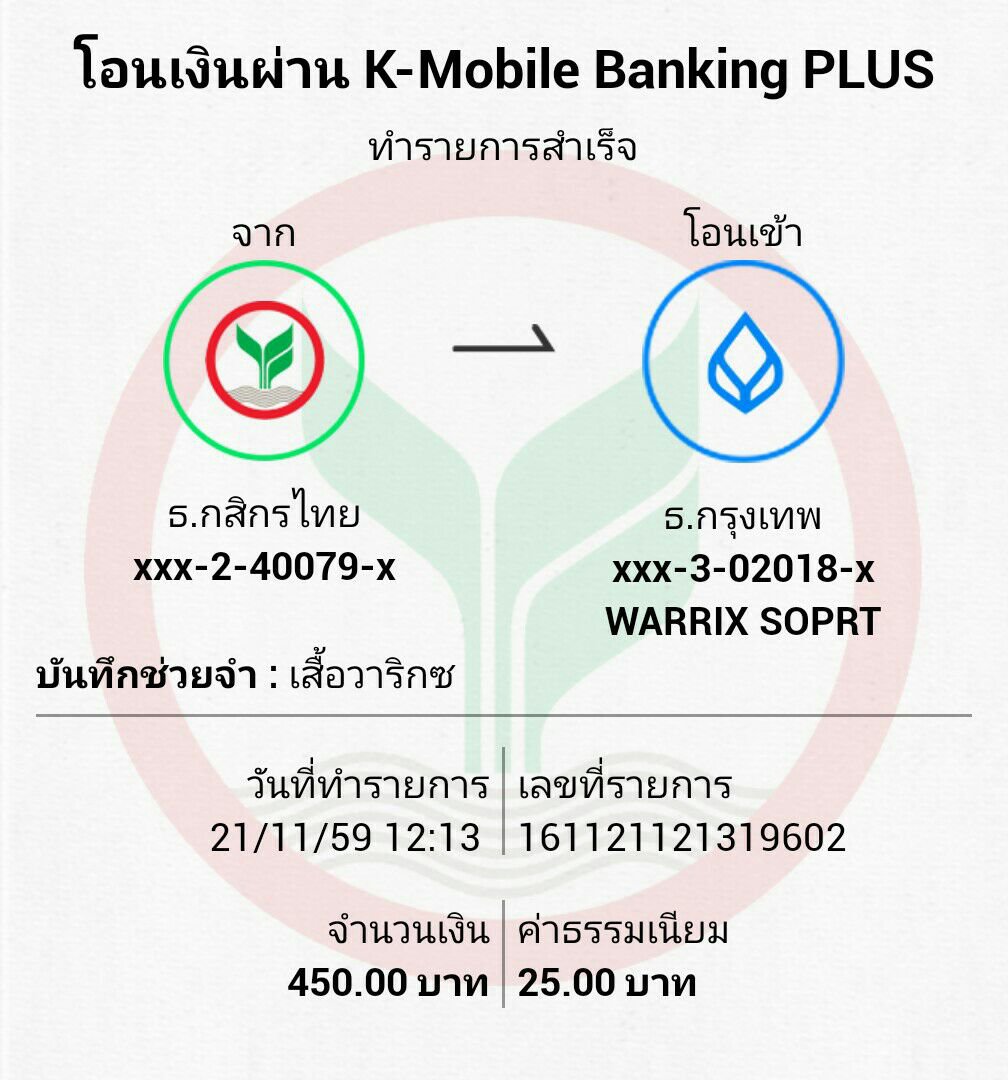 โอนเงินผ่าน K-Mobile Banking PLUS
ทำรายการสำเร็จ
จาก
โอนเข้า
ธ.กสิกรไทย
xxx-2-40079-x
ธ.กรุงเทพ
xxx-3-02018-x
WARRIX SOPRT
บันทึกช่วยจำ : เสื้อวาริกซ
วันที่ทำรายการ
21/11/59 12:13
เลขที่รายการ
161121121319602
จำนวนเงิน
450.00 บาท
ค่าธรรมเนียม
25.00 บาท